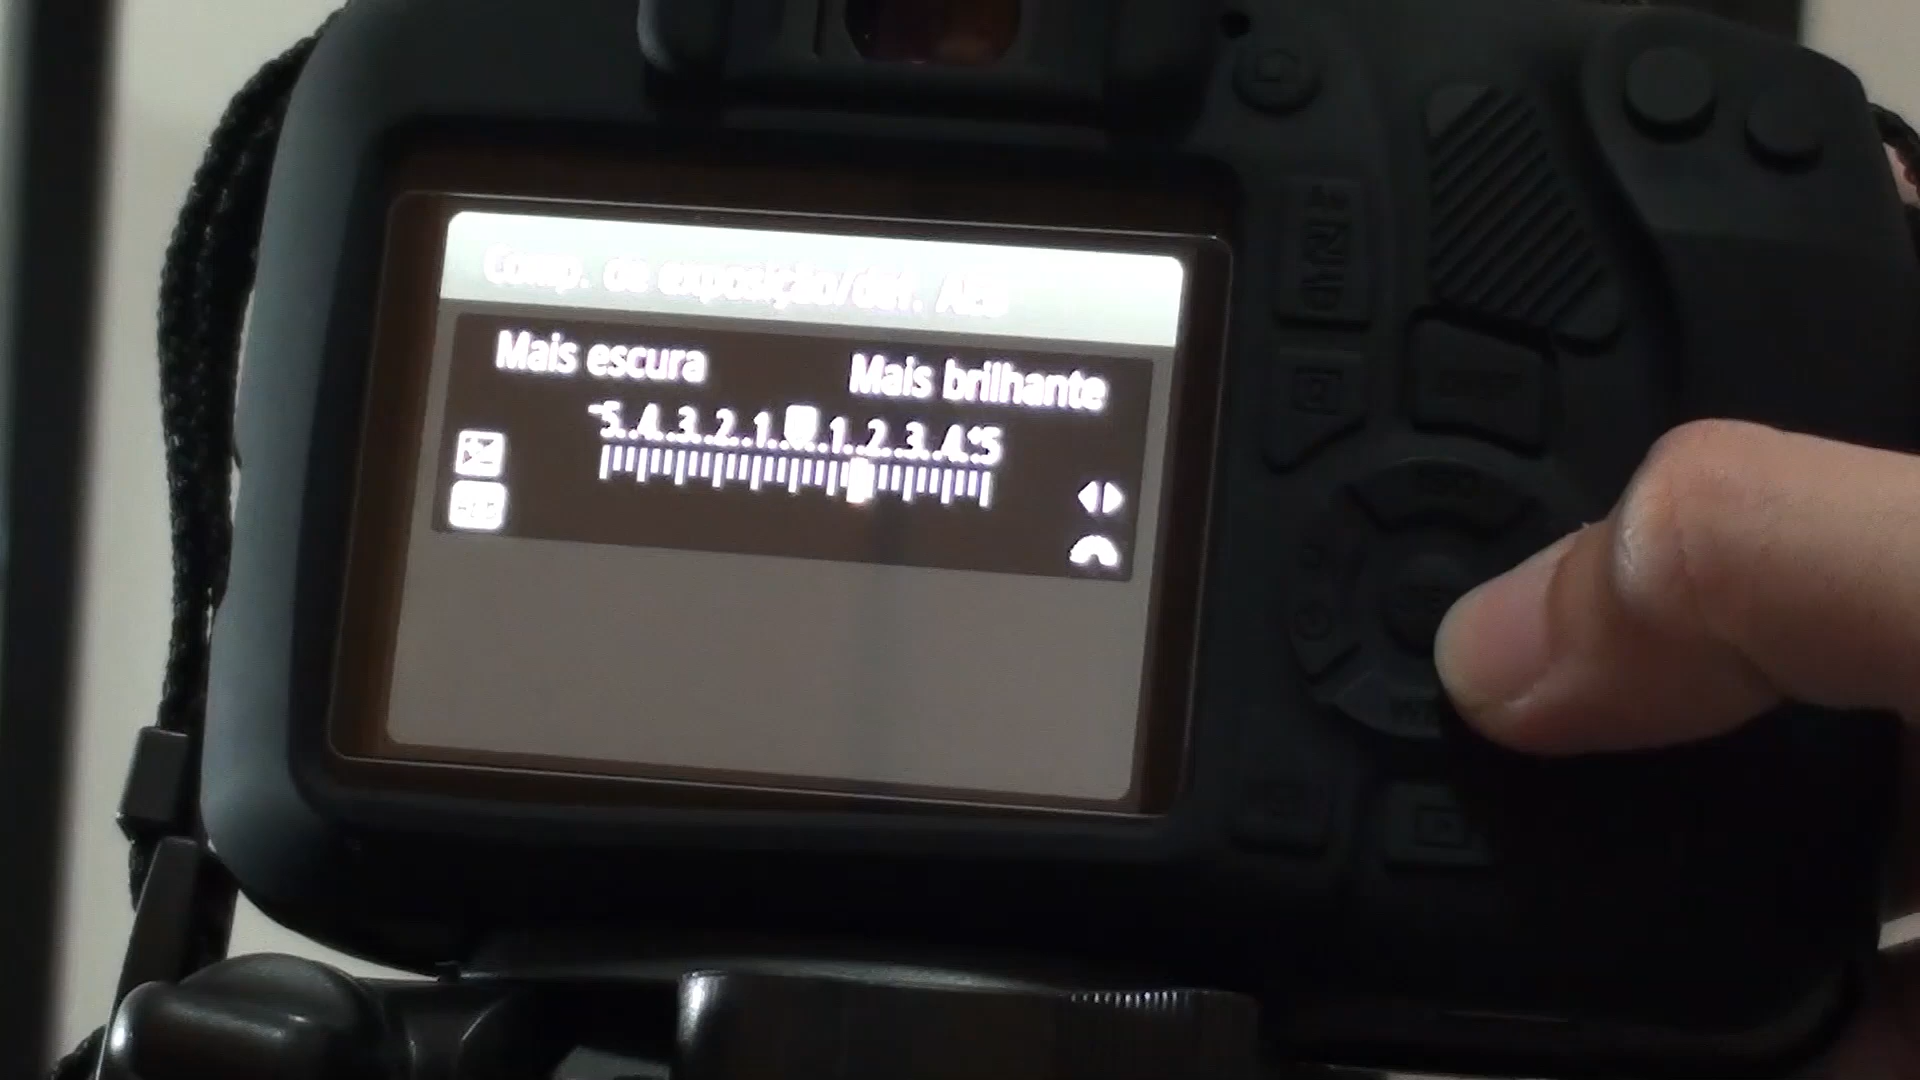 Comp. de exposição/def. AEB
Mais escura Mais brilhante
-5..4..3..2..1..0..1..2..3..4.+5